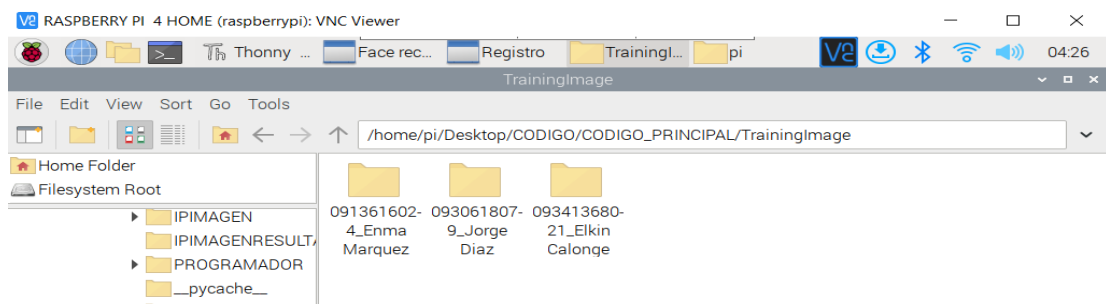 RASPBERRY PI 4 HOME (raspberrypi): VNC Viewer
Thonny ... Face rec... Registro TrainingI... pi 04:26
TrainingImage
File Edit View Sort Go Tools
/home/pi/Desktop/CODIGO/CODIGO_PRINCIPAL/TrainingImage
Home Folder
Filesystem Root
IPIMAGEN
IPIMAGENRESULTA
PROGRAMADOR
__pycache__
091361602-
4_Enma
Marquez
093061807-
9_Jorge
Diaz
093413680-
21_Elkin
Calonge